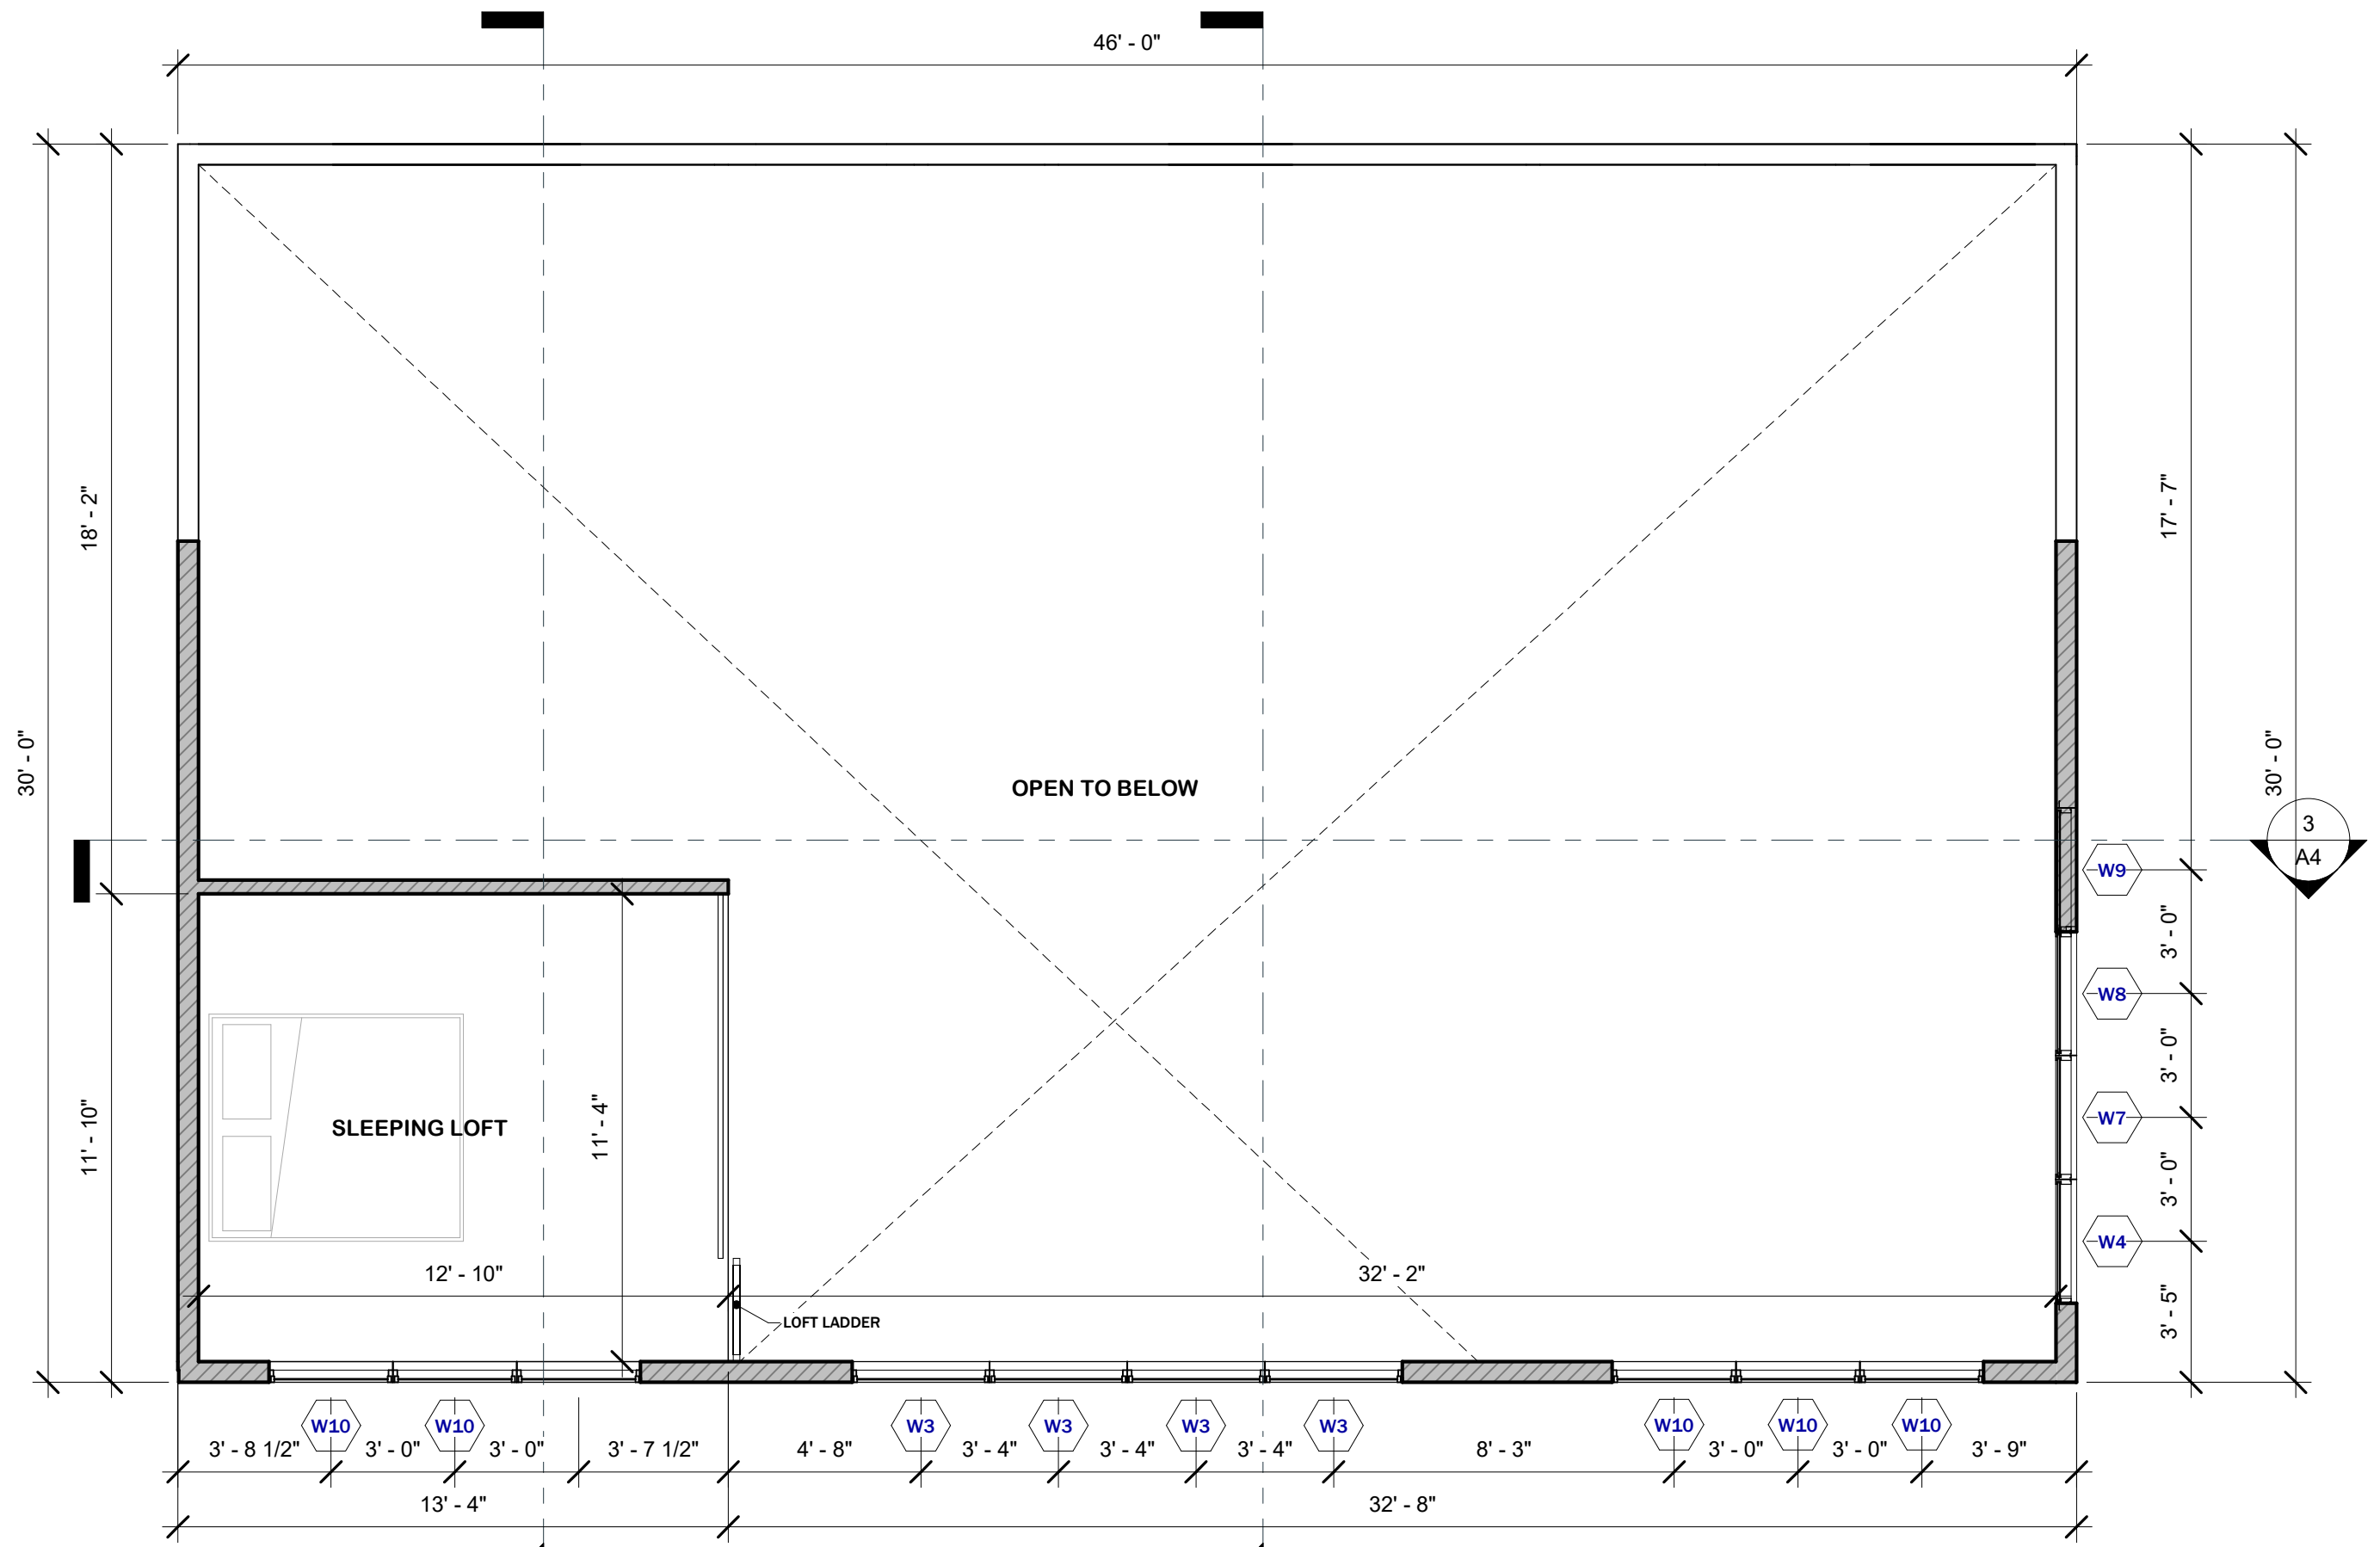 46' - 0"
18' - 2"
17' - 7"
30' - 0"
30' - 0"
OPEN TO BELOW
3
A4
W9
3' - 0"
W8
3' - 0"
W7
3' - 0"
W4
3' - 5"
11' - 10"
11' - 4"
SLEEPING LOFT
12' - 10"
32' - 2"
LOFT LADDER
W10
W10
W3
W3
W3
W3
W10
W10
W10
3' - 8 1/2"
3' - 0"
3' - 0"
3' - 7 1/2"
4' - 8"
3' - 4"
3' - 4"
3' - 4"
8' - 3"
3' - 0"
3' - 0"
3' - 9"
13' - 4"
32' - 8"